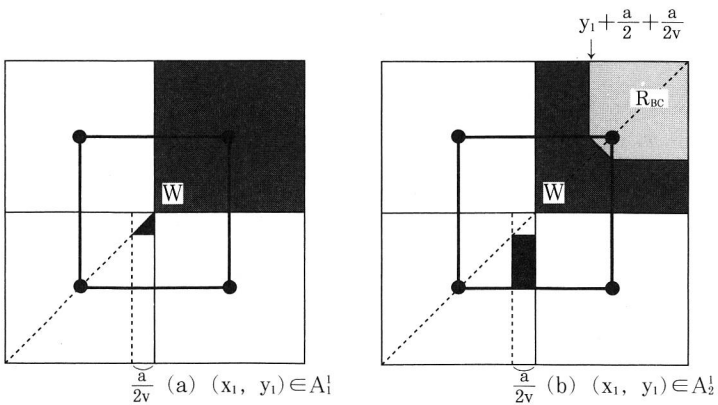 y₁+a/2+a/2v
R_BC
W
W
a/2v (a) (x₁, y₁)∈A¹₁
a/2v (b) (x₁, y₁)∈A¹₂